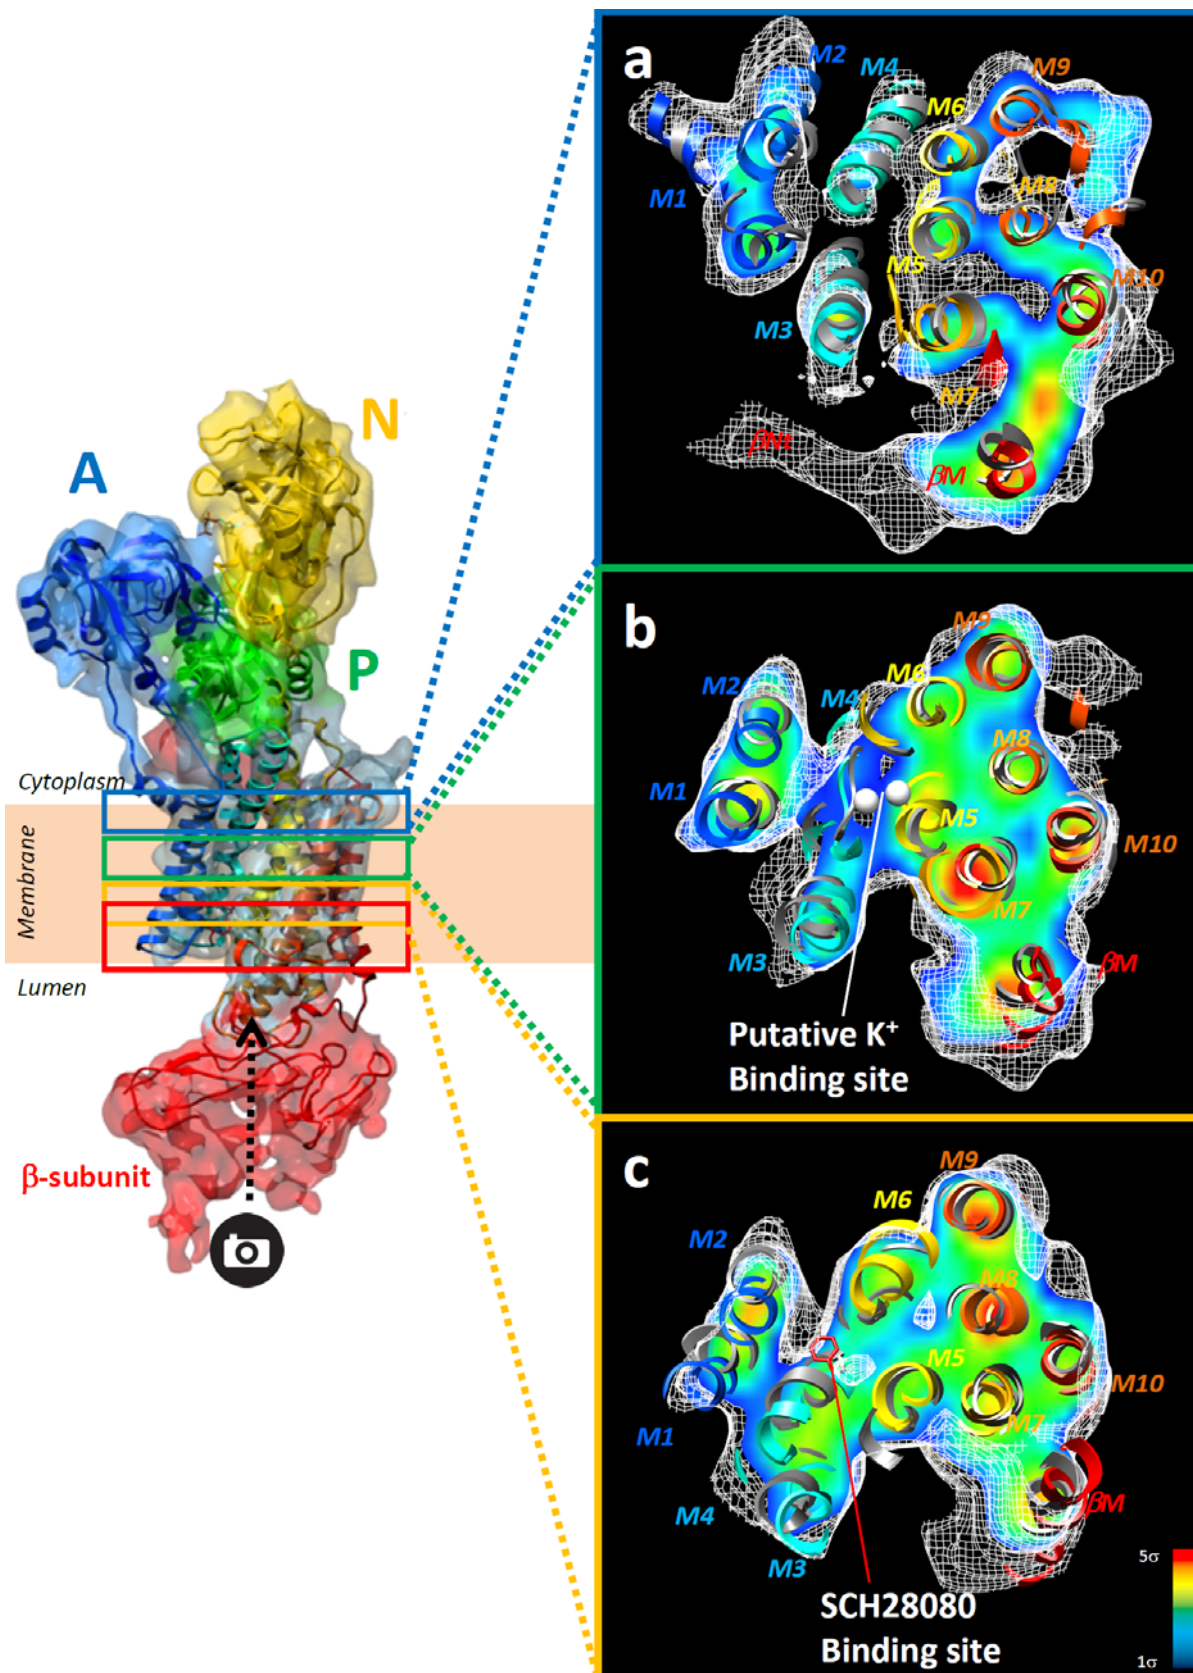 N
A
P
Cytoplasm
Membrane
Lumen
β-subunit
a
M2
M4
M9
M6
M1
M8
M5
M10
M3
M7
βNt
βM
b
M9
M6
M2
M4
M8
M1
M5
M10
M7
M3
βM
Putative K⁺
Binding site
c
M9
M6
M2
M8
M5
M10
M7
M1
βM
M4
M3
5σ
SCH28080
Binding site
1σ